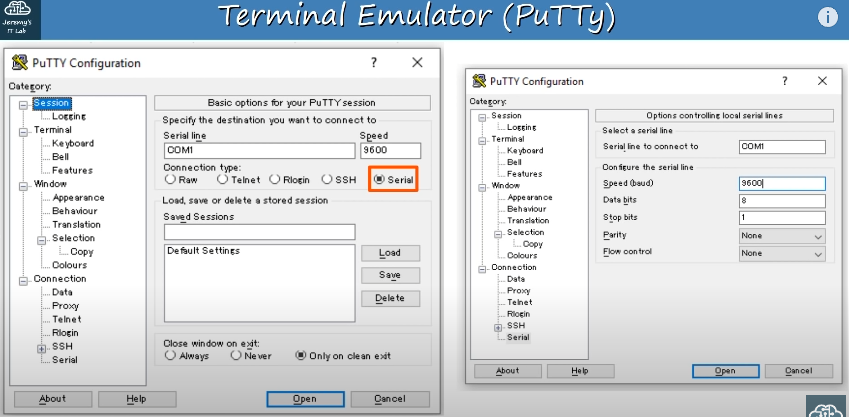 Jeremy's
IT Lab
Terminal Emulator (PuTTy)
i
PuTTY Configuration
?
Category:
Session
Logging
Terminal
Keyboard
Bell
Features
Window
Appearance
Behaviour
Translation
Selection
Copy
Colours
Connection
Data
Proxy
Telnet
Rlogin
SSH
Serial
Basic options for your PuTTY session
Specify the destination you want to connect to
Serial line Speed
COM1 9600
Connection type:
Raw Telnet Rlogin SSH Serial
Load, save or delete a stored session
Saved Sessions
Default Settings
Load
Save
Delete
Close window on exit:
Always Never Only on clean exit
About Help Open Cancel
PuTTY Configuration
?
Category:
Session
Logging
Terminal
Keyboard
Bell
Features
Window
Appearance
Behaviour
Translation
Selection
Copy
Colours
Connection
Data
Proxy
Telnet
Rlogin
SSH
Serial
Options controlling local serial lines
Select a serial line
Serial line to connect to COM1
Configure the serial line
Speed (baud) 9600
Data bits 8
Stop bits 1
Parity None
Flow control None
About Help Open Cancel